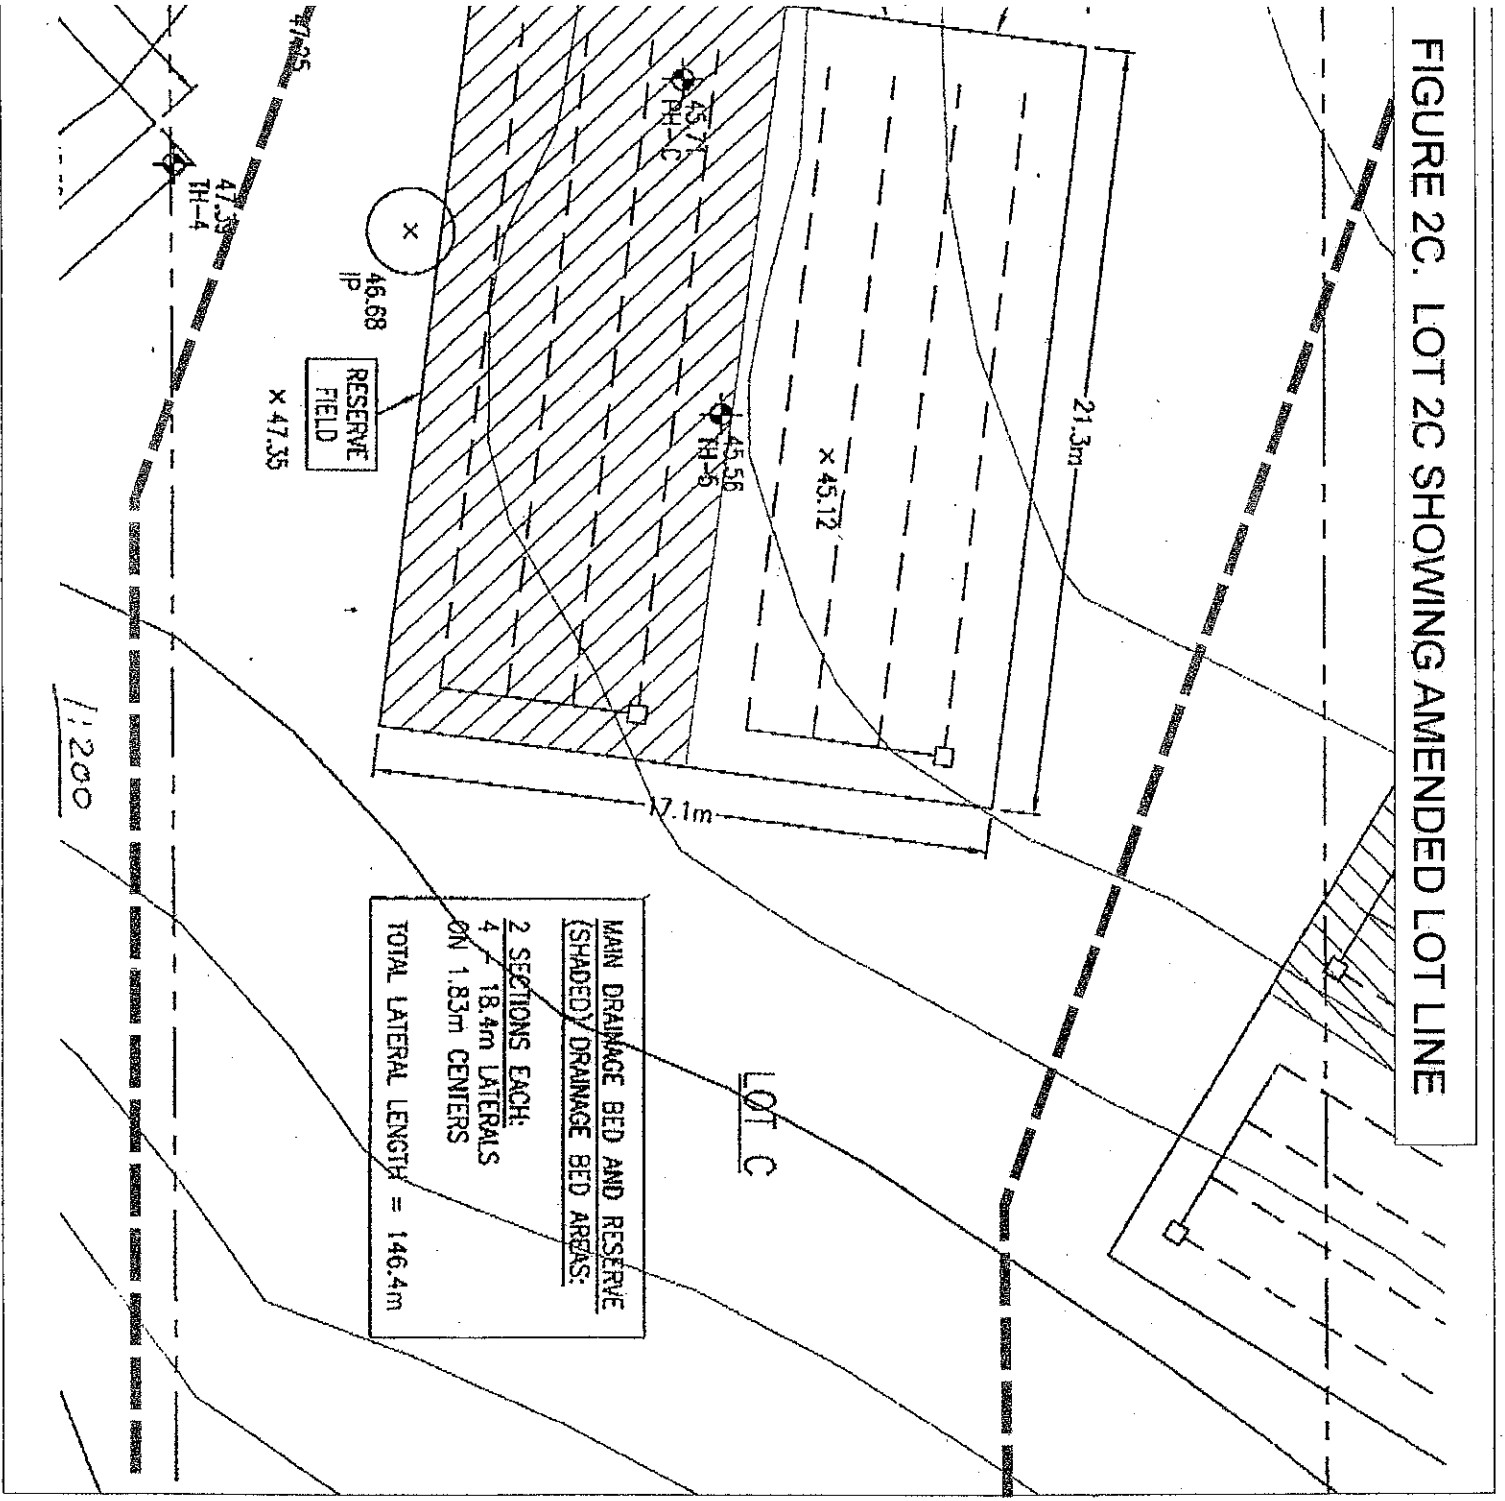 FIGURE 2C. LOT 2C SHOWING AMENDED LOT LINE
21.3m
× 45.12
45.56
TH-5
PH-C
17.1m
46.68
IP
RESERVE
FIELD
× 47.35
47.25
TH-4
LOT C
MAIN DRAINAGE BED AND RESERVE
(SHADED) DRAINAGE BED AREAS:
2 SECTIONS EACH:
4 - 18.4m LATERALS
ON 1.83m CENTERS
TOTAL LATERAL LENGTH = 146.4m
1:200